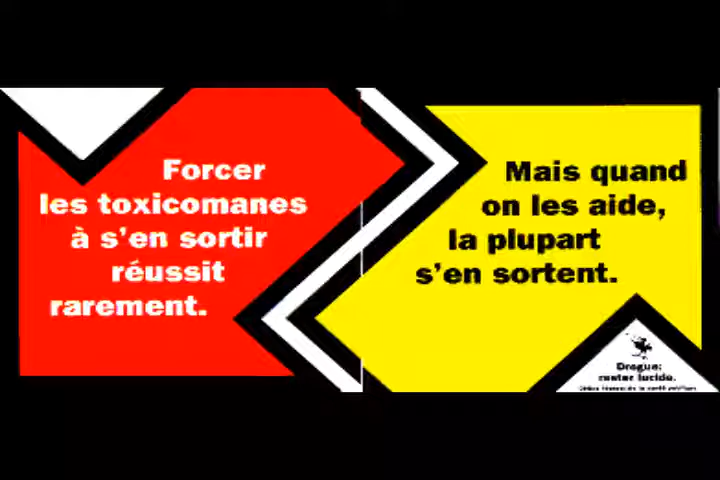 Forcer
les toxicomanes
à s'en sortir
réussit
rarement.
Mais quand
on les aide,
la plupart
s'en sortent.
Drogue:
rester lucide.